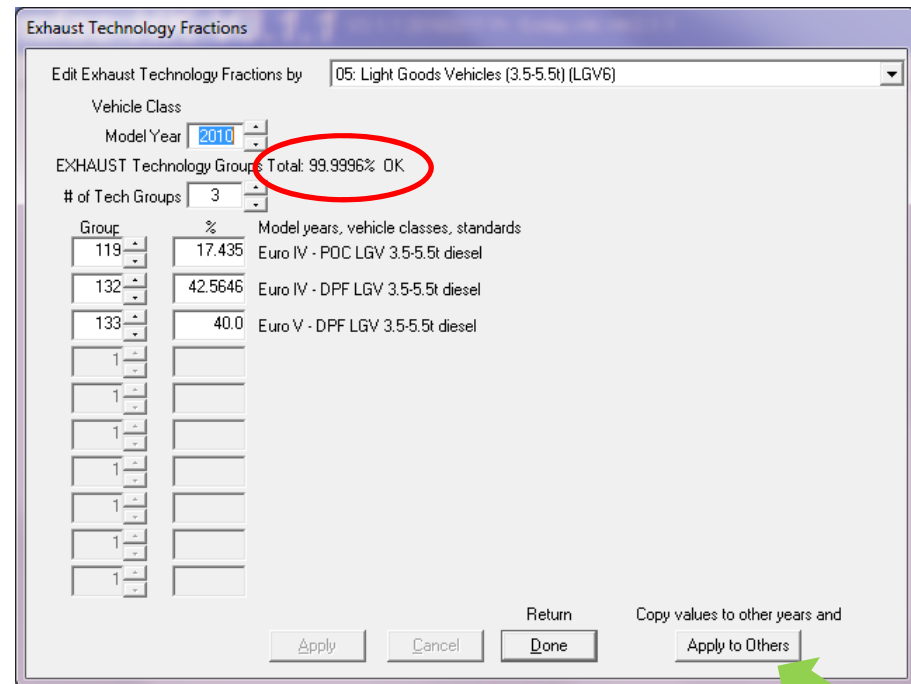 Exhaust Technology Fractions
Edit Exhaust Technology Fractions by 05: Light Goods Vehicles (3.5-5.5t) (LGV6)
Vehicle Class
Model Year 2010
EXHAUST Technology Groups Total: 99.9996% OK
# of Tech Groups 3
Group % Model years, vehicle classes, standards
119 17.435 Euro IV - POC LGV 3.5-5.5t diesel
132 42.5646 Euro IV - DPF LGV 3.5-5.5t diesel
133 40.0 Euro V - DPF LGV 3.5-5.5t diesel
1
1
1
1
1
1
1
Return Copy values to other years and
Apply Cancel Done Apply to Others